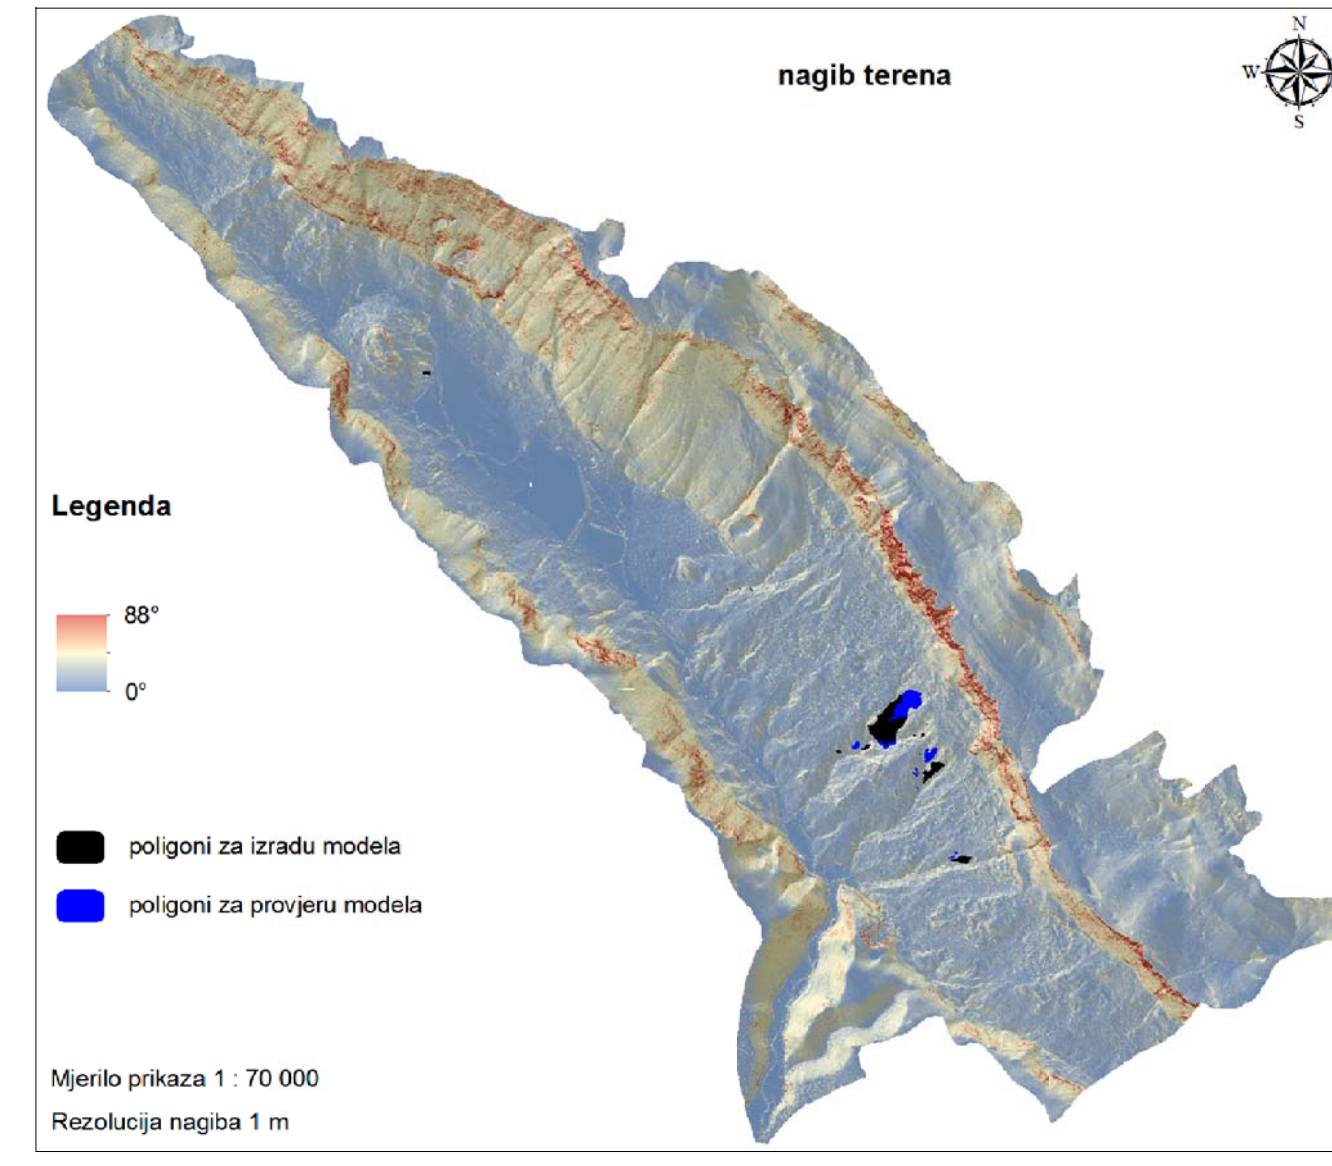 nagib terena
N
W
S
Legenda
88°
0°
poligoni za izradu modela
poligoni za provjeru modela
Mjerilo prikaza 1 : 70 000
Rezolucija nagiba 1 m